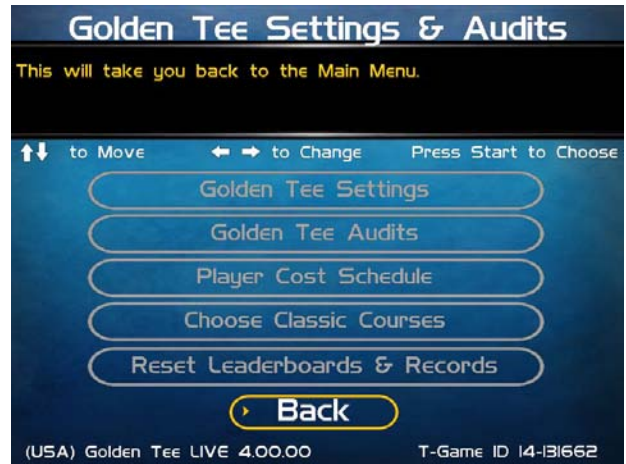 Golden Tee Settings & Audits
This will take you back to the Main Menu.
⬆⬇ to Move ⬅ ➡ to Change Press Start to Choose
Golden Tee Settings
Golden Tee Audits
Player Cost Schedule
Choose Classic Courses
Reset Leaderboards & Records
Back
(USA) Golden Tee LIVE 4.00.00 T-Game ID 14-131662